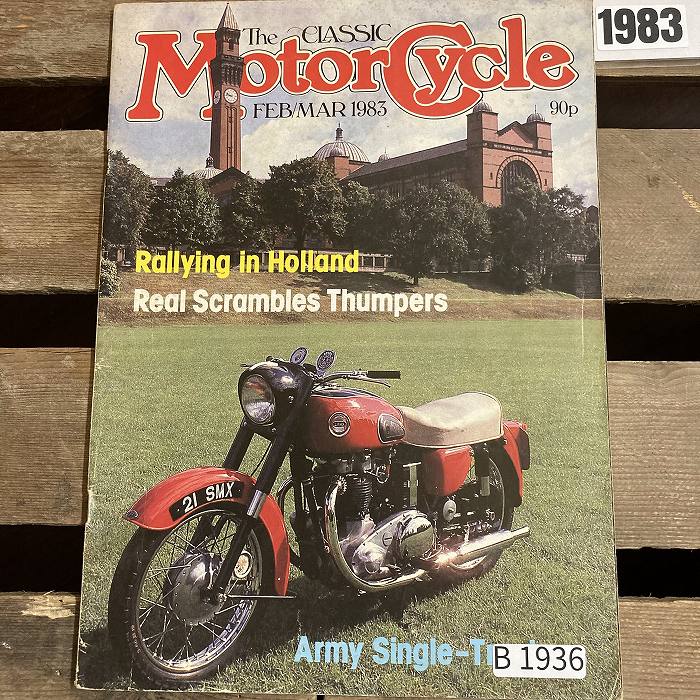 1983
The CLASSIC
MotorCycle
FEB/MAR 1983
90p
Rallying in Holland
Real Scrambles Thumpers
21 SMX
Army Single-
B 1936